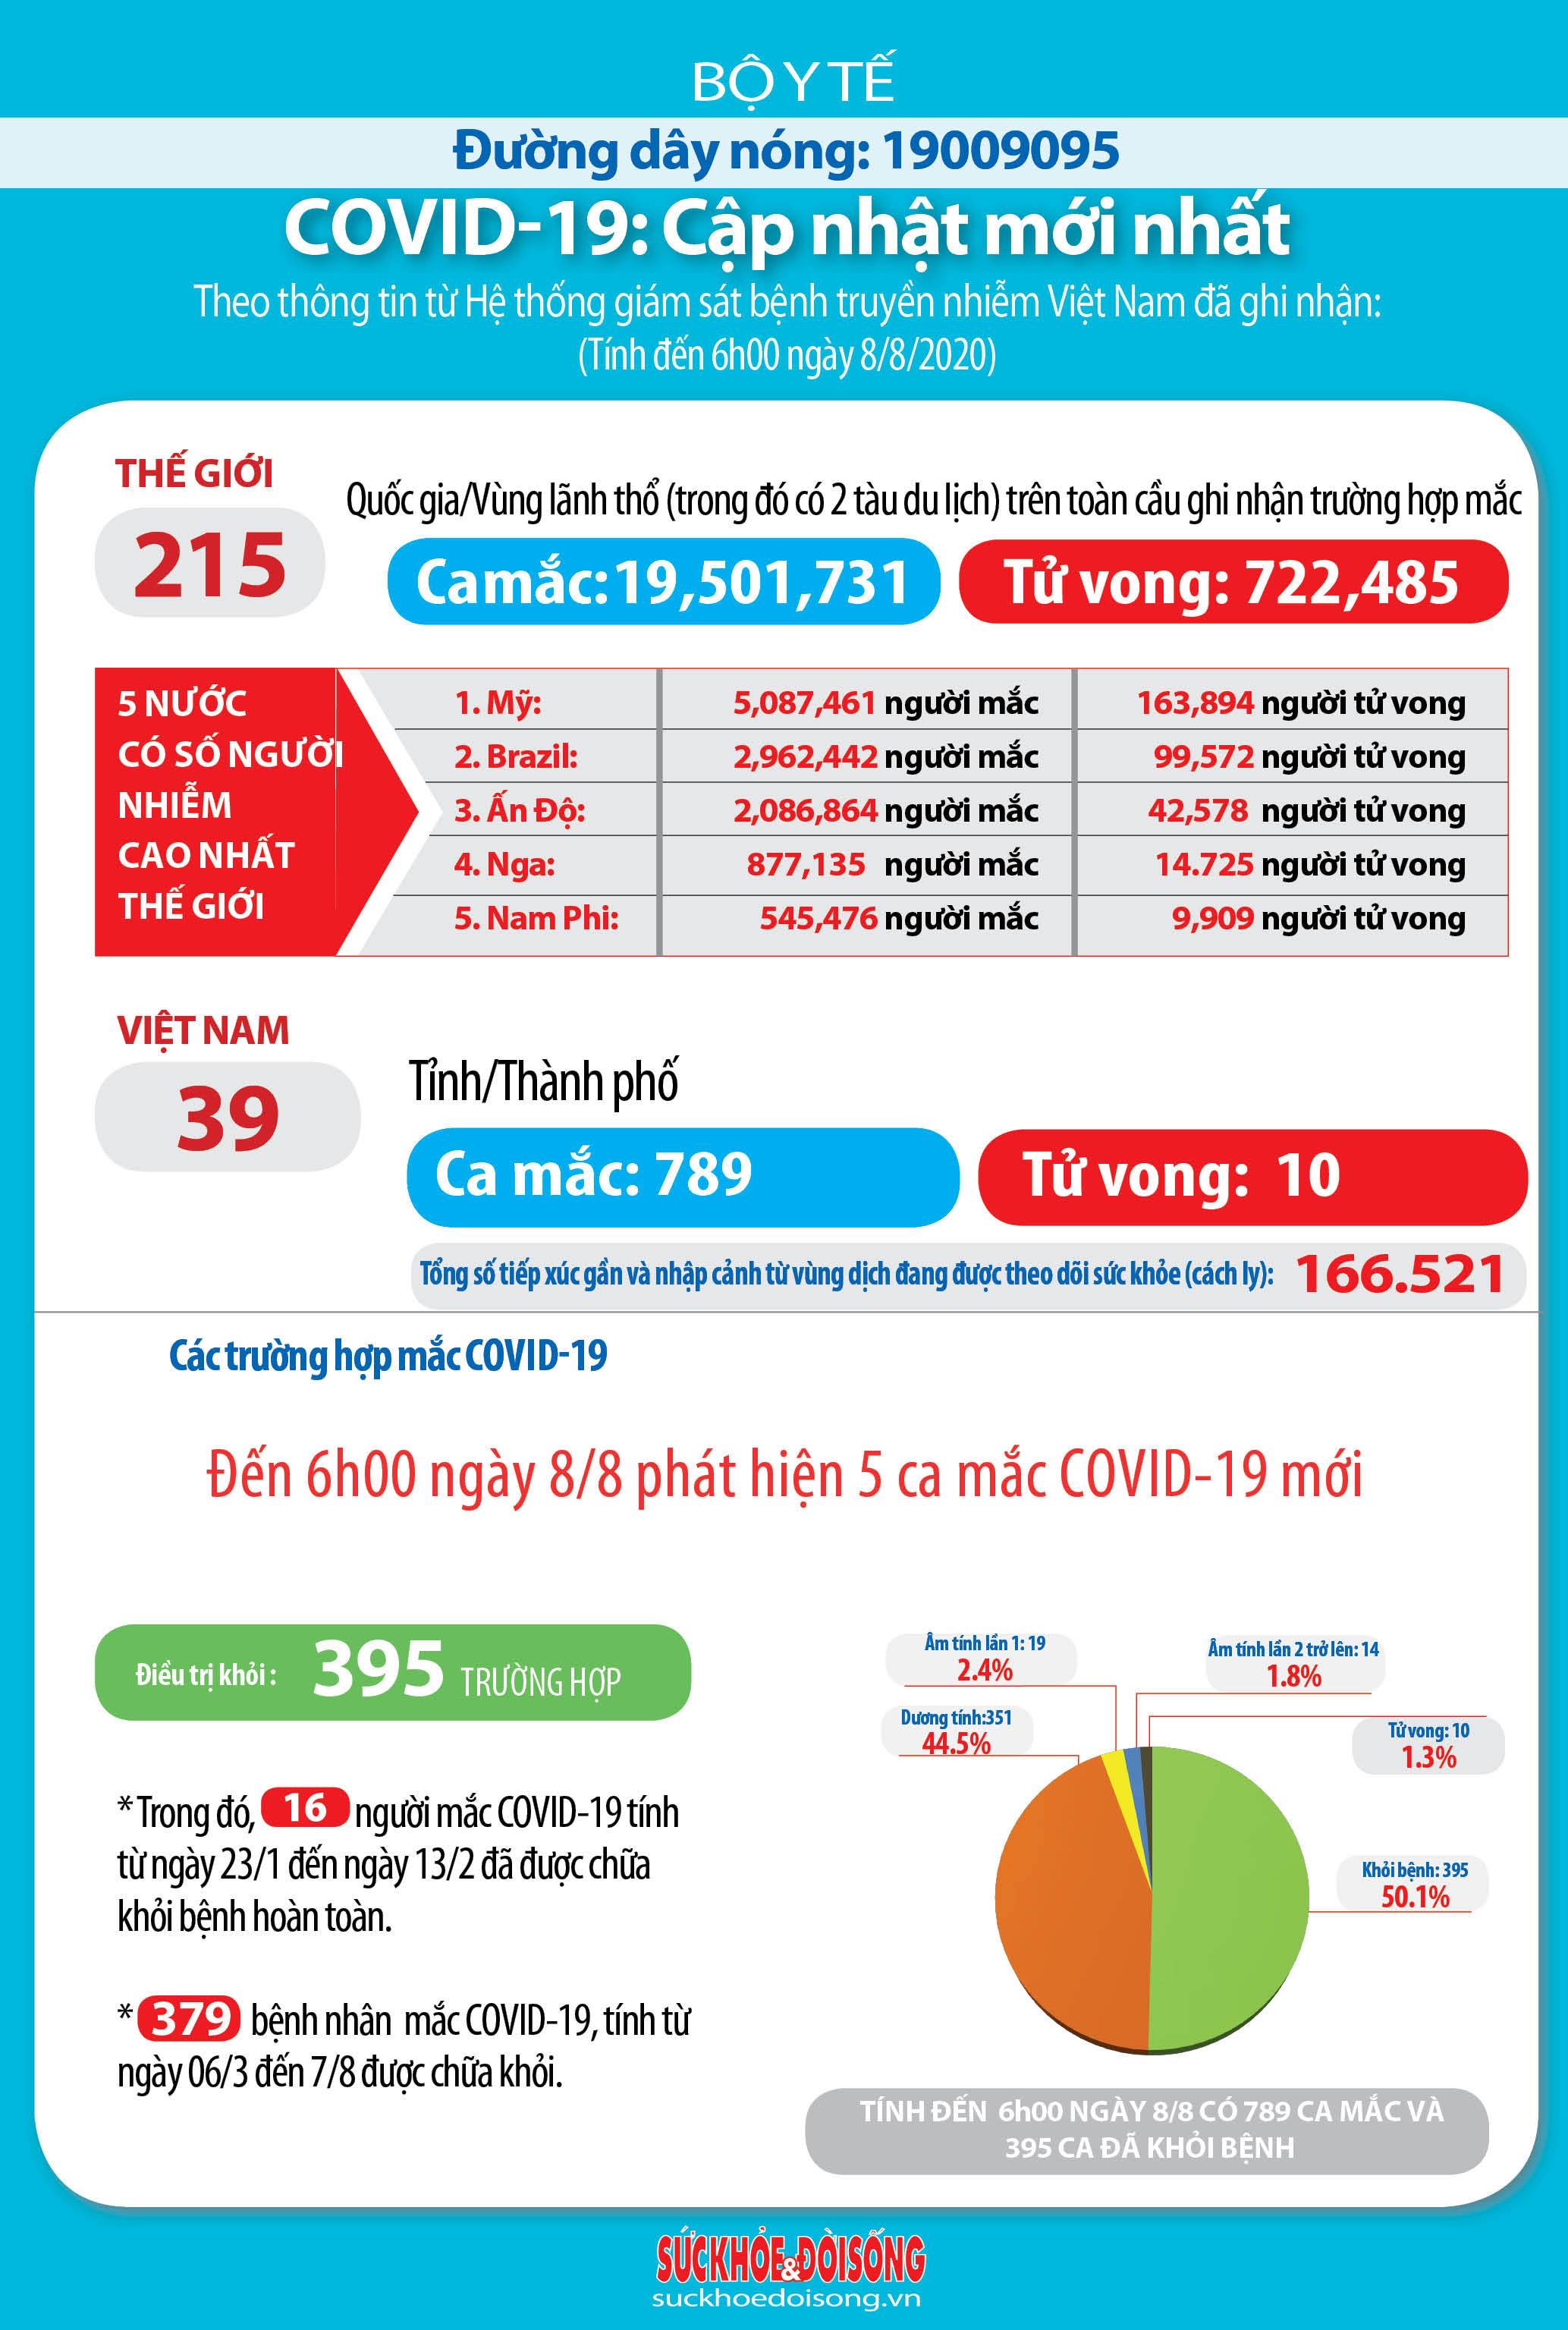 BỘ Y TẾ
Đường dây nóng: 19009095
COVID-19: Cập nhật mới nhất
Theo thông tin từ Hệ thống giám sát bệnh truyền nhiễm Việt Nam đã ghi nhận:
(Tính đến 6h00 ngày 8/8/2020)
THẾ GIỚI
215
Quốc gia/Vùng lãnh thổ (trong đó có 2 tàu du lịch) trên toàn cầu ghi nhận trường hợp mắc
Ca mắc: 19,501,731
Tử vong: 722,485
5 NƯỚC
CÓ SỐ NGƯỜI
NHIỄM
CAO NHẤT
THẾ GIỚI
1. Mỹ: 5,087,461 người mắc 163,894 người tử vong
2. Brazil: 2,962,442 người mắc 99,572 người tử vong
3. Ấn Độ: 2,086,864 người mắc 42,578 người tử vong
4. Nga: 877,135 người mắc 14.725 người tử vong
5. Nam Phi: 545,476 người mắc 9,909 người tử vong
VIỆT NAM
39
Tỉnh/Thành phố
Ca mắc: 789
Tử vong: 10
Tổng số tiếp xúc gần và nhập cảnh từ vùng dịch đang được theo dõi sức khỏe (cách ly): 166.521
Các trường hợp mắc COVID-19
Đến 6h00 ngày 8/8 phát hiện 5 ca mắc COVID-19 mới
Điều trị khỏi : 395 TRƯỜNG HỢP
* Trong đó, 16 người mắc COVID-19 tính
từ ngày 23/1 đến ngày 13/2 đã được chữa
khỏi bệnh hoàn toàn.
* 379 bệnh nhân mắc COVID-19, tính từ
ngày 06/3 đến 7/8 được chữa khỏi.
Âm tính lần 1: 19
2.4%
Âm tính lần 2 trở lên: 14
1.8%
Dương tính:351
44.5%
Tử vong: 10
1.3%
Khỏi bệnh: 395
50.1%
TÍNH ĐẾN 6h00 NGÀY 8/8 CÓ 789 CA MẮC VÀ
395 CA ĐÃ KHỎI BỆNH
SỨC KHỎE & ĐỜI SỐNG
suckhoedoisong.vn